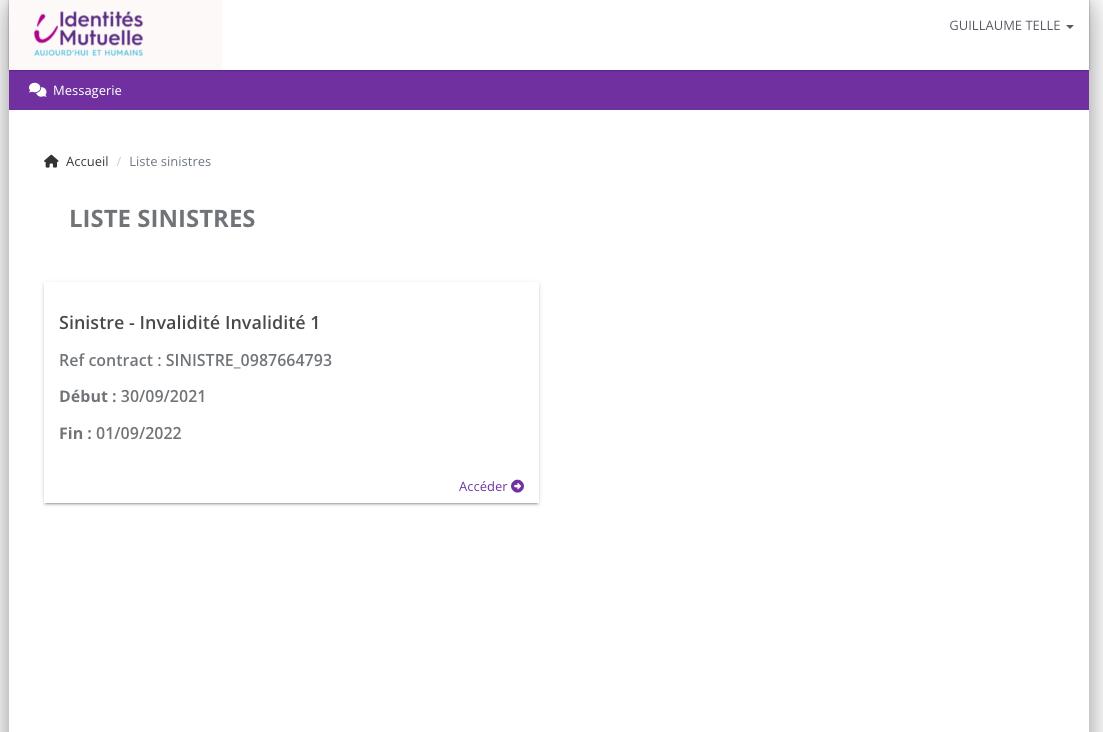 Identités
Mutuelle
AUJOURD'HUI ET HUMAINS
GUILLAUME TELLE
Messagerie
Accueil / Liste sinistres
LISTE SINISTRES
Sinistre - Invalidité Invalidité 1
Ref contract : SINISTRE_0987664793
Début : 30/09/2021
Fin : 01/09/2022
Accéder